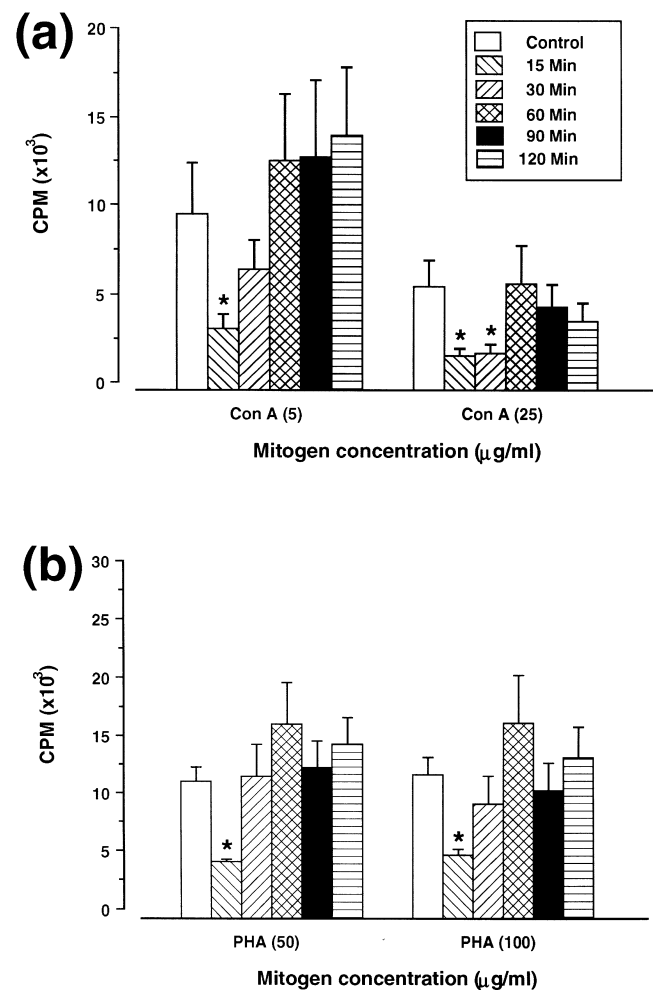 (a)
20
15
10
5
0
CPM (x10³)
Control
15 Min
30 Min
60 Min
90 Min
120 Min
*
* *
Con A (5) Con A (25)
Mitogen concentration (μg/ml)
(b)
30
25
20
15
10
5
0
CPM (x10³)
*
*
PHA (50) PHA (100)
Mitogen concentration (μg/ml)